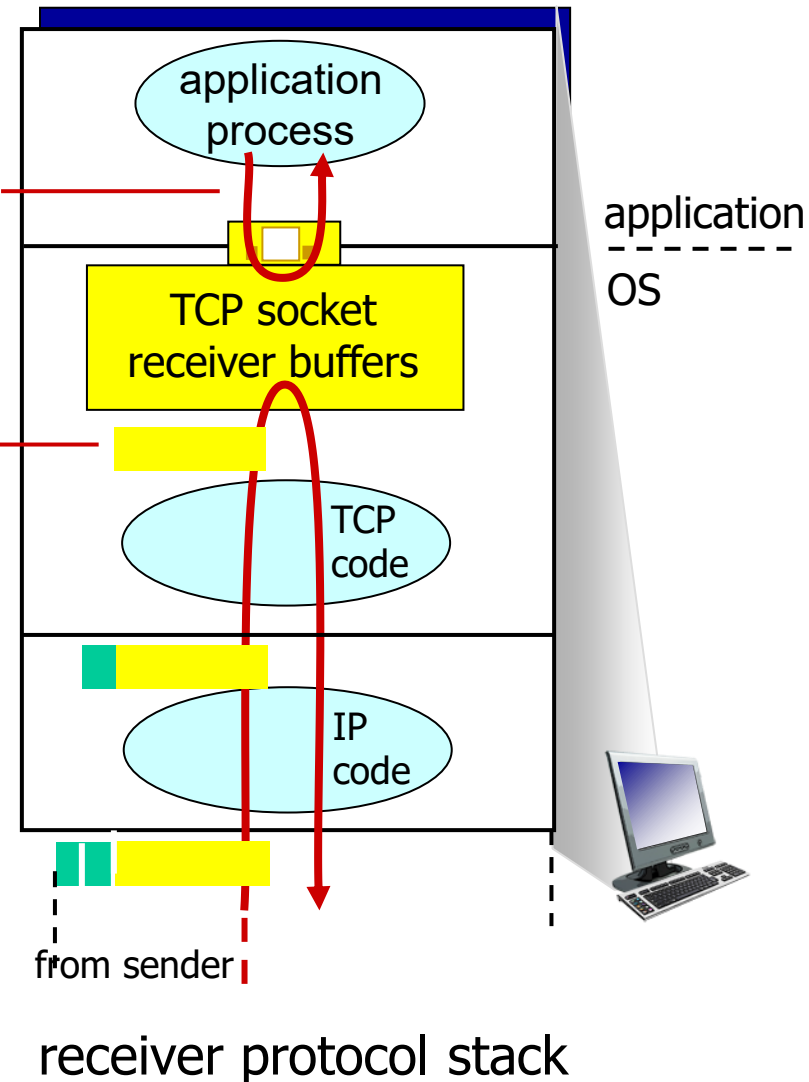 application
process
application
OS
TCP socket
receiver buffers
TCP
code
IP
code
from sender
receiver protocol stack